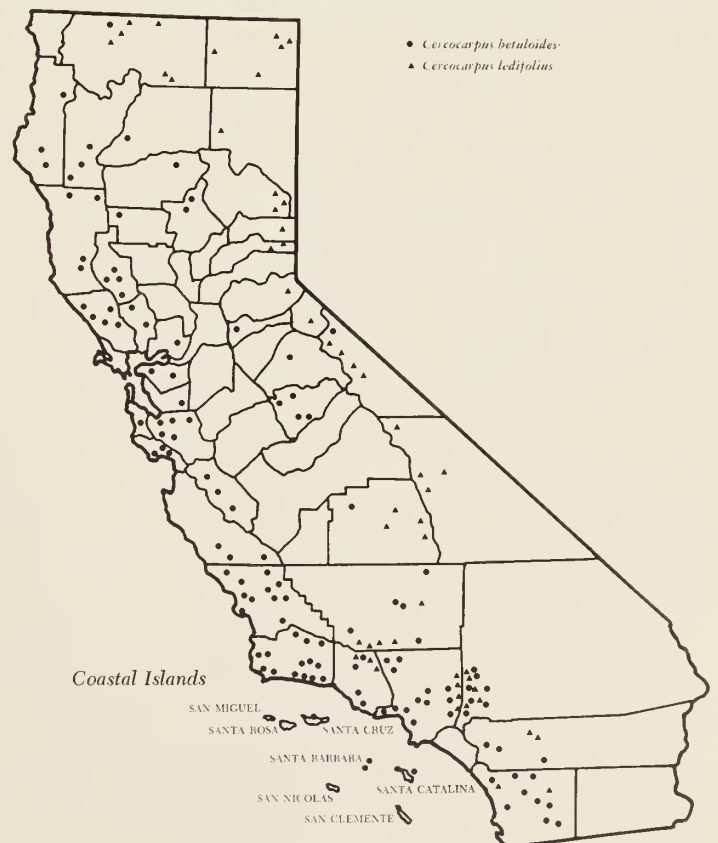 Cercocarpus betuloides
Cercocarpus ledifolius
Coastal Islands
SAN MIGUEL
SANTA ROSA
SANTA CRUZ
SANTA BARBARA
SANTA CATALINA
SAN NICOLAS
SAN CLEMENTE